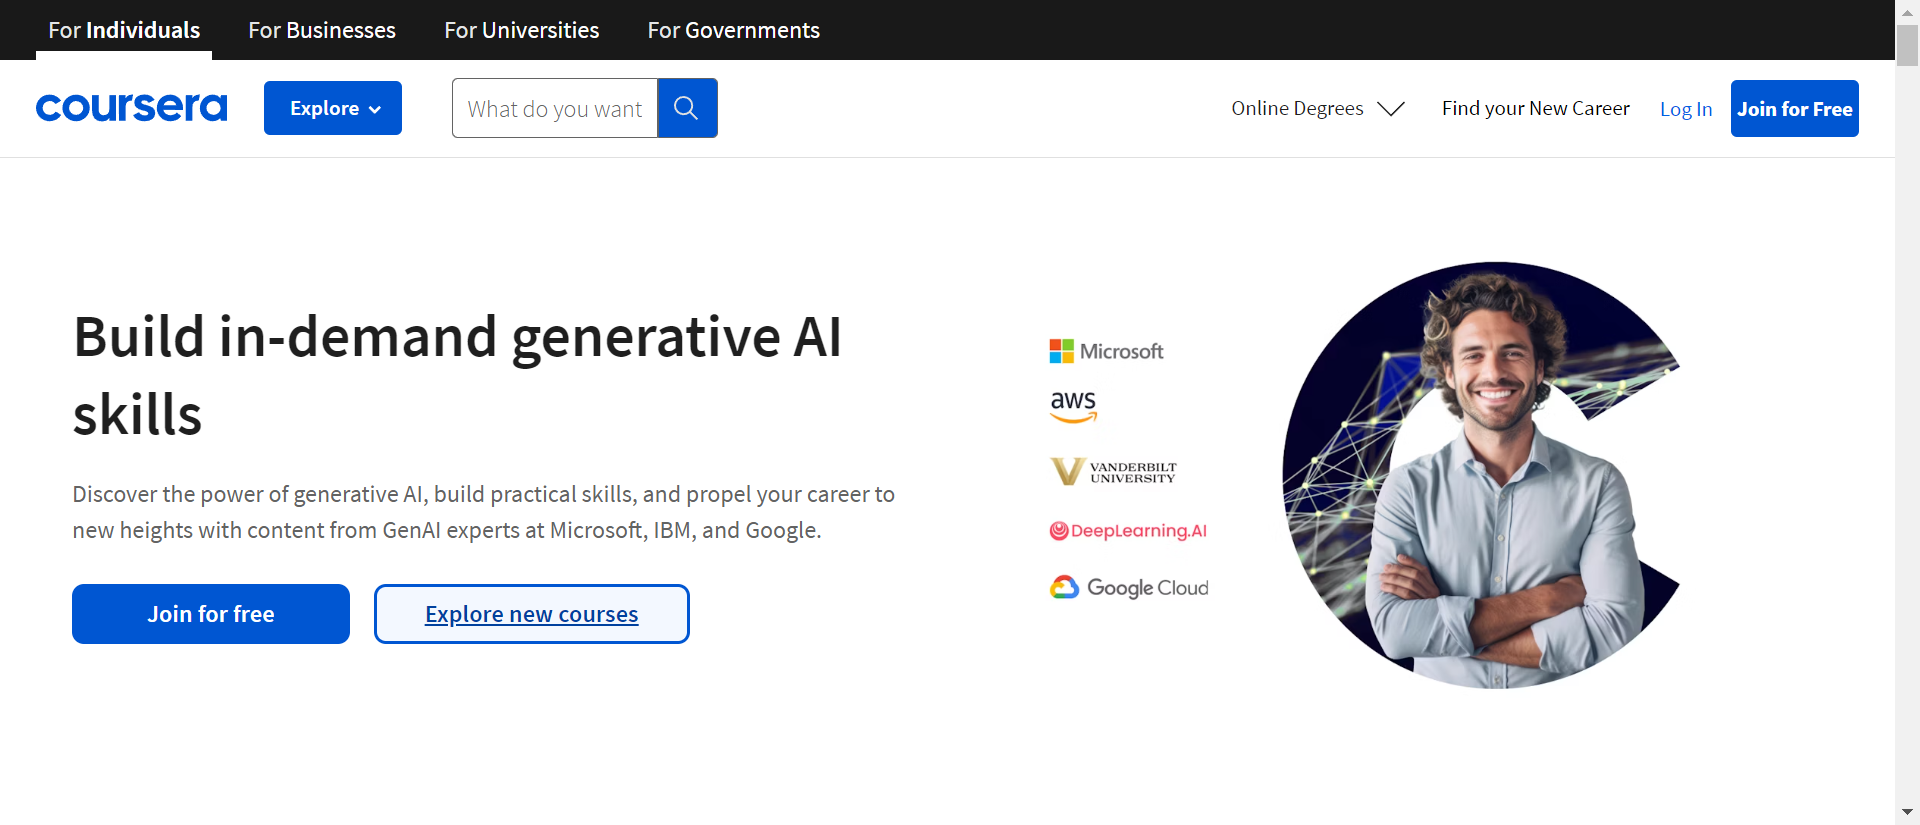 For Individuals
For Businesses
For Universities
For Governments
coursera
Explore
What do you want
Online Degrees
Find your New Career
Log In
Join for Free
Build in-demand generative AI
skills
Discover the power of generative AI, build practical skills, and propel your career to
new heights with content from GenAI experts at Microsoft, IBM, and Google.
Join for free
Explore new courses
Microsoft
aws
VANDERBILT
UNIVERSITY
DeepLearning.AI
Google Cloud